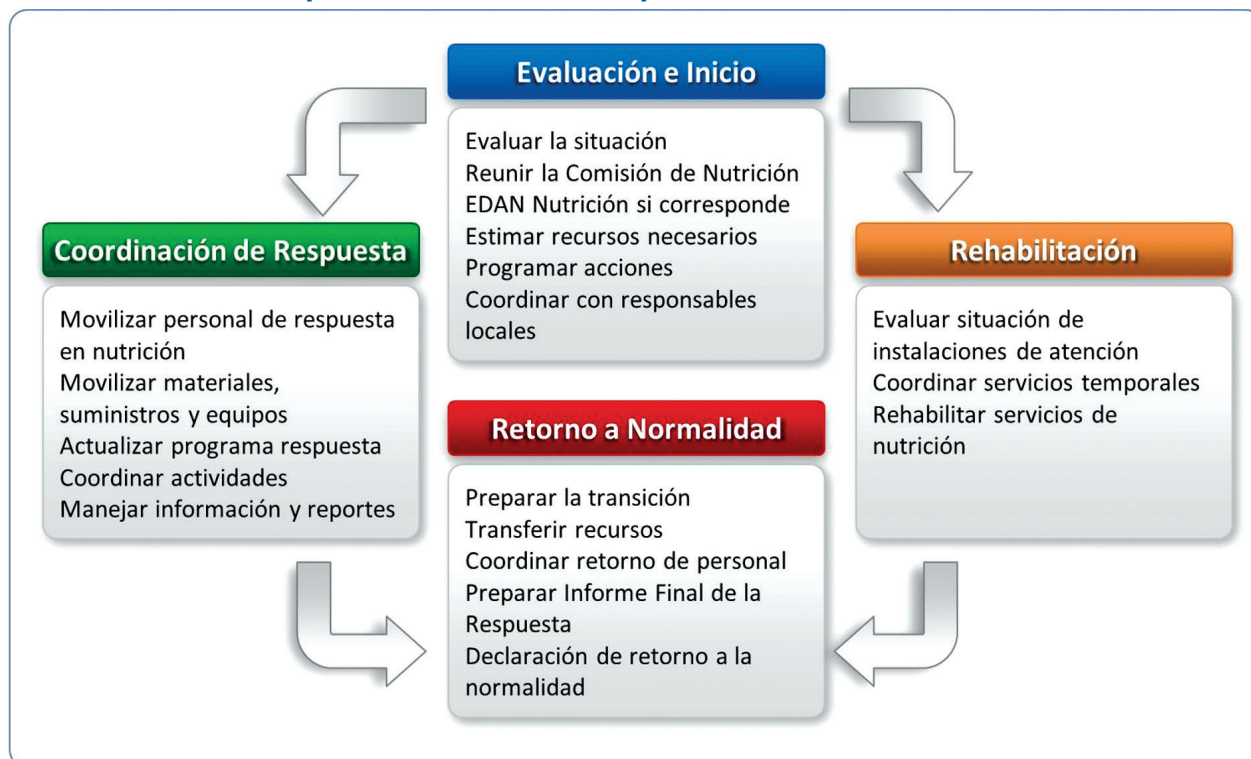 Evaluación e Inicio
Evaluar la situación
Reunir la Comisión de Nutrición
EDAN Nutrición si corresponde
Estimar recursos necesarios
Programar acciones
Coordinar con responsables
locales
Coordinación de Respuesta
Movilizar personal de respuesta
en nutrición
Movilizar materiales,
suministros y equipos
Actualizar programa respuesta
Coordinar actividades
Manejar información y reportes
Rehabilitación
Evaluar situación de
instalaciones de atención
Coordinar servicios temporales
Rehabilitar servicios de
nutrición
Retorno a Normalidad
Preparar la transición
Transferir recursos
Coordinar retorno de personal
Preparar Informe Final de la
Respuesta
Declaración de retorno a la
normalidad